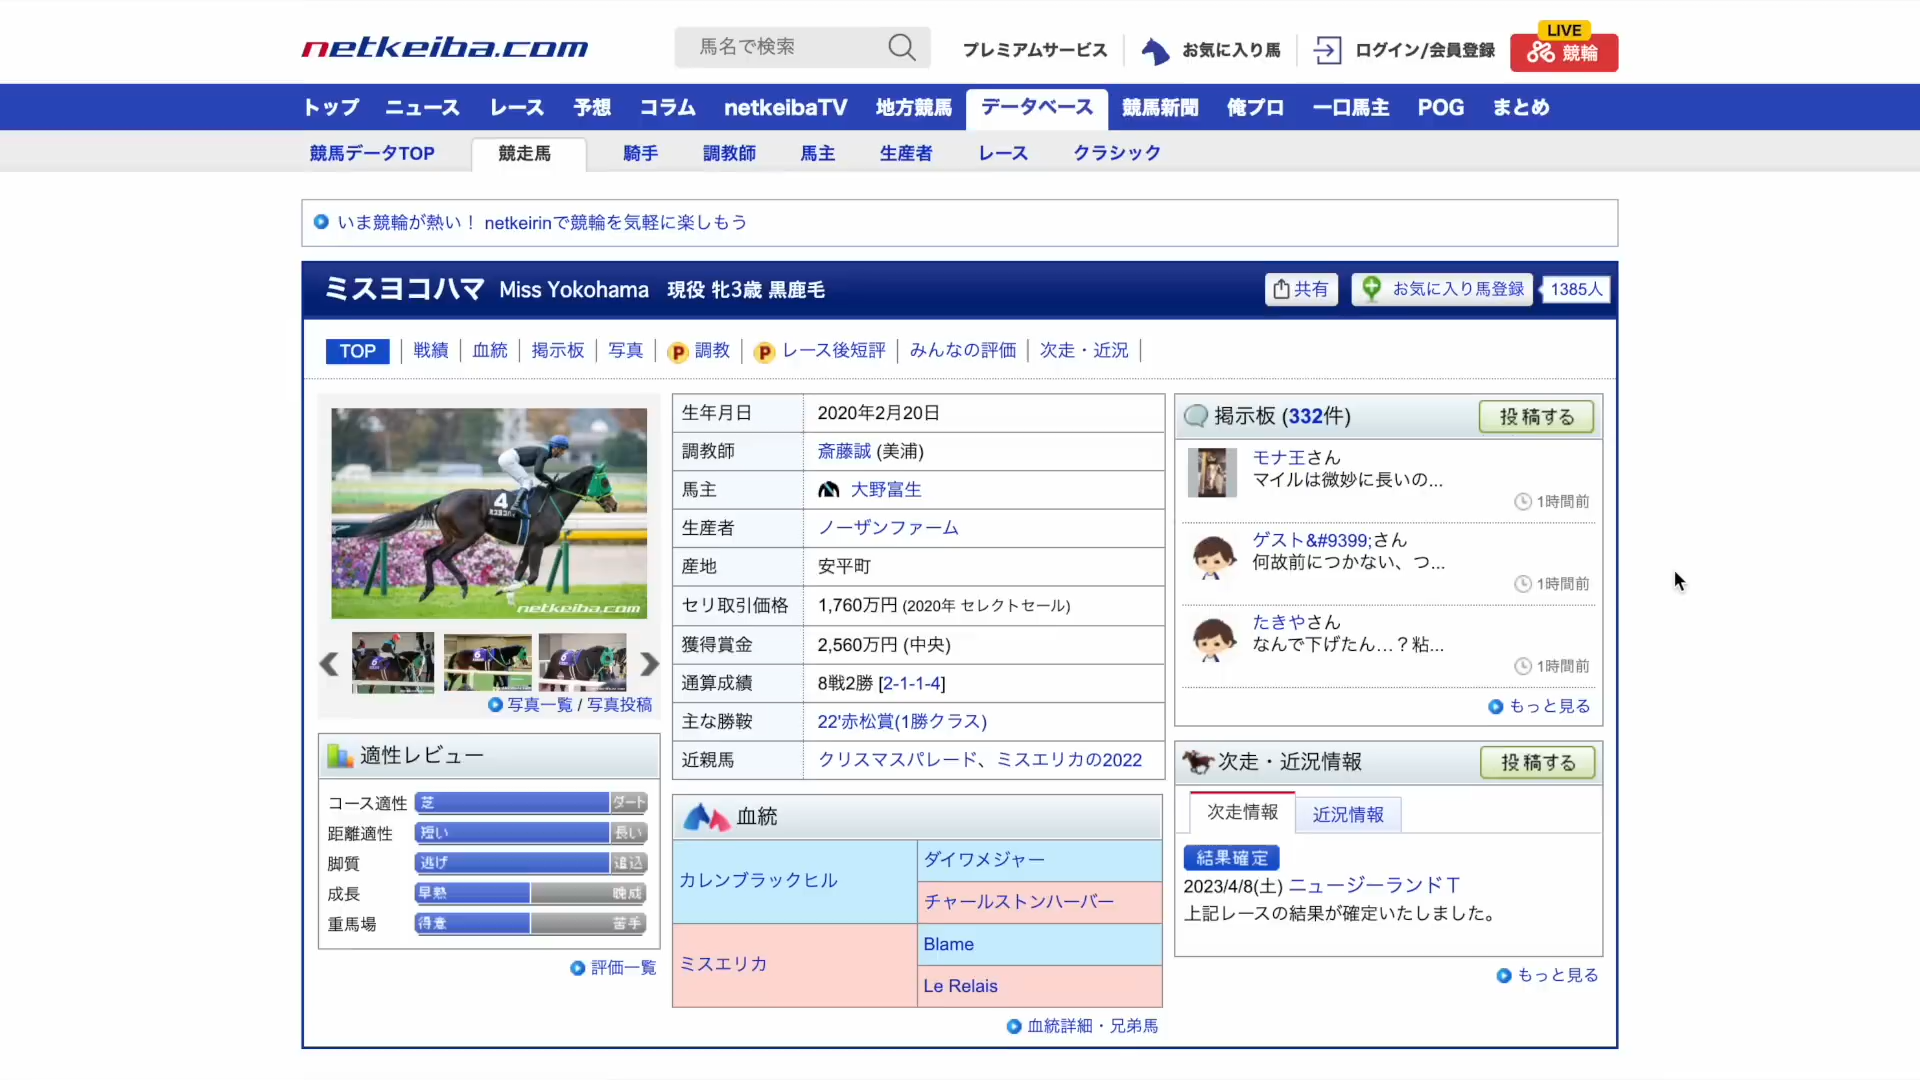 netkeiba.com
馬名で検索
プレミアムサービス
お気に入り馬
ログイン/会員登録
LIVE
競輪
トップ ニュース レース 予想 コラム netkeibaTV 地方競馬 データベース 競馬新聞 俺プロ 一口馬主 POG まとめ
競馬データTOP 競走馬 騎手 調教師 馬主 生産者 レース クラシック
いま競輪が熱い！ netkeirinで競輪を気軽に楽しもう
ミスヨコハマ Miss Yokohama 現役 牝3歳 黒鹿毛
共有
お気に入り馬登録
1385人
TOP 戦績 血統 掲示板 写真 P 調教 P レース後短評 みんなの評価 次走・近況
4
ミスヨコハマ
netkeiba.com
写真一覧 / 写真投稿
適性レビュー
コース適性 芝 ダート
距離適性 短い 長い
脚質 逃げ 追込
成長 早熟 晩成
重馬場 得意 苦手
評価一覧
生年月日 2020年2月20日
調教師 斎藤誠 (美浦)
馬主 大野富生
生産者 ノーザンファーム
産地 安平町
セリ取引価格 1,760万円 (2020年 セレクトセール)
獲得賞金 2,560万円 (中央)
通算成績 8戦2勝 [2-1-1-4]
主な勝鞍 22'赤松賞(1勝クラス)
近親馬 クリスマスパレード、ミスエリカの2022
血統
カレンブラックヒル
ダイワメジャー
チャールストンハーバー
ミスエリカ
Blame
Le Relais
血統詳細・兄弟馬
掲示板 (332件)
投稿する
モナ王さん
マイルは微妙に長いの...
1時間前
ゲスト&#9399;さん
何故前につかない、つ...
1時間前
たきやさん
なんで下げたん…？粘...
1時間前
もっと見る
次走・近況情報
投稿する
次走情報 近況情報
結果確定
2023/4/8(土) ニュージーランドＴ
上記レースの結果が確定いたしました。
もっと見る